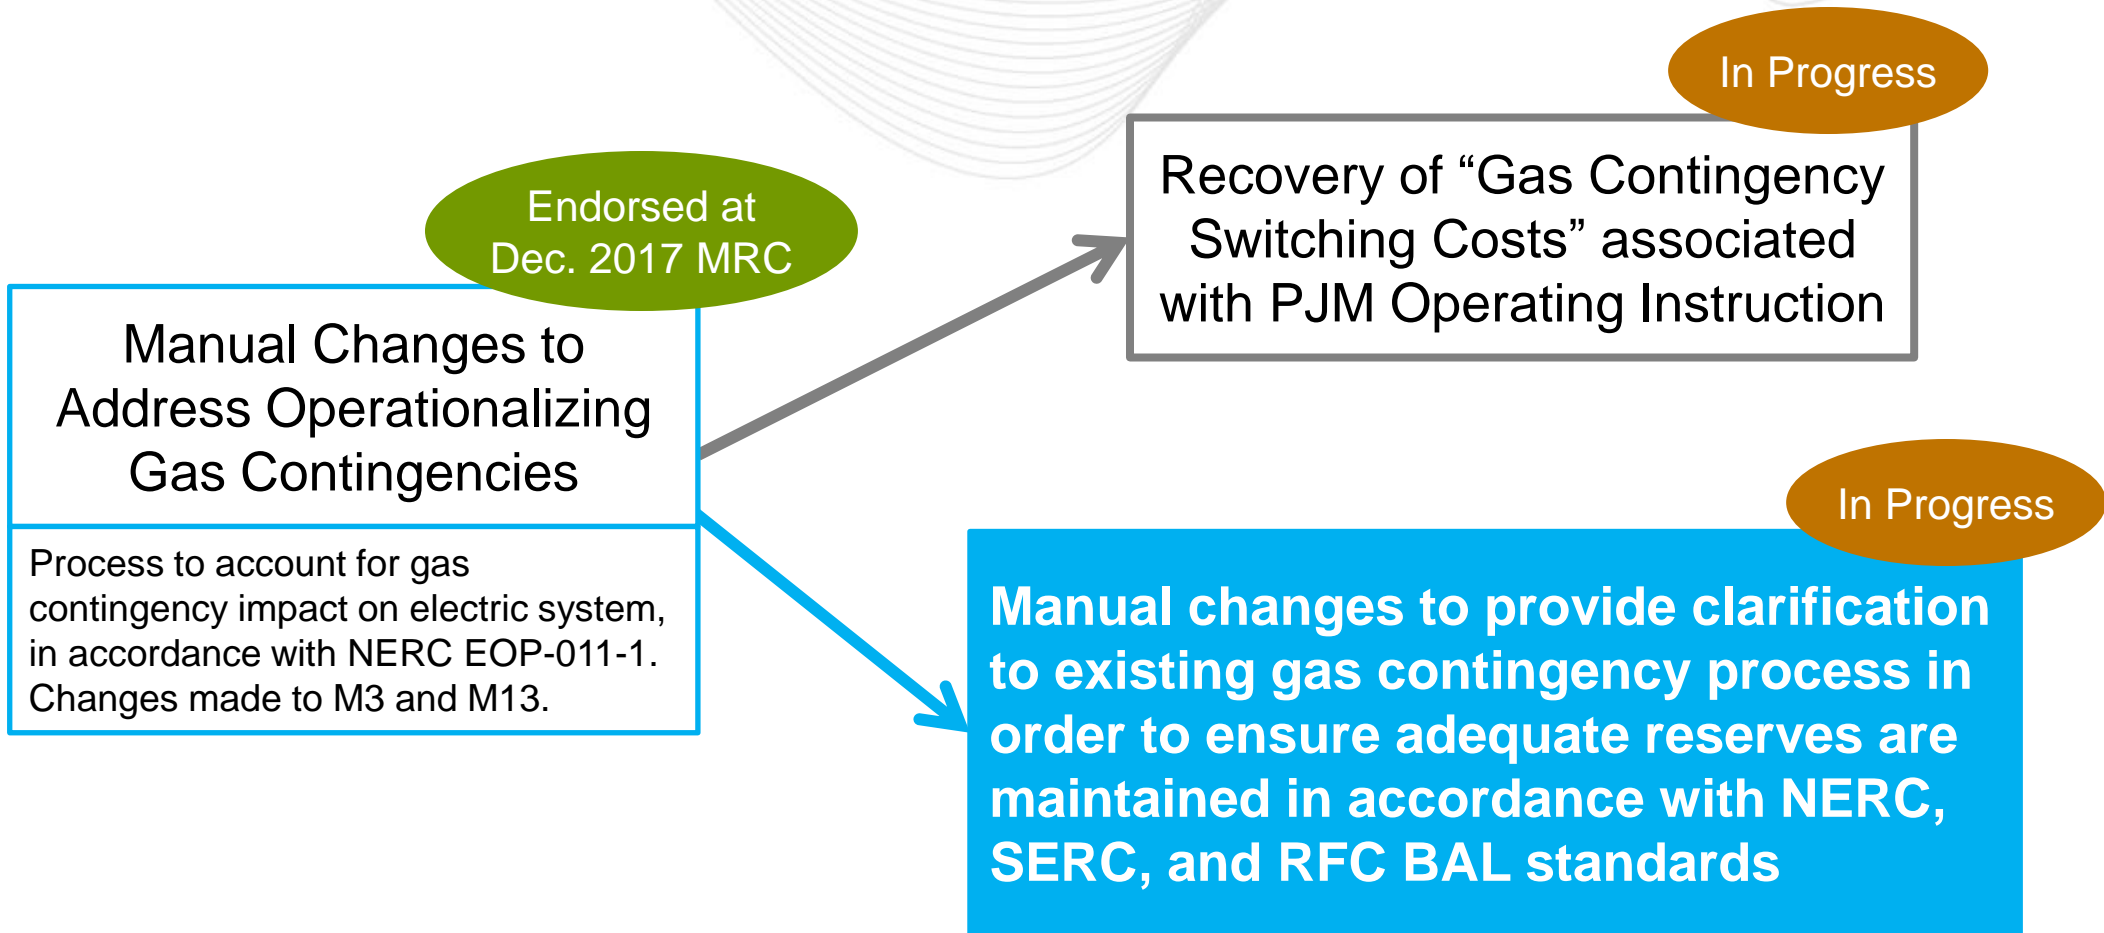 Endorsed at
Dec. 2017 MRC
Manual Changes to
Address Operationalizing
Gas Contingencies
Process to account for gas
contingency impact on electric system,
in accordance with NERC EOP-011-1.
Changes made to M3 and M13.
In Progress
Recovery of “Gas Contingency
Switching Costs” associated
with PJM Operating Instruction
In Progress
Manual changes to provide clarification
to existing gas contingency process in
order to ensure adequate reserves are
maintained in accordance with NERC,
SERC, and RFC BAL standards